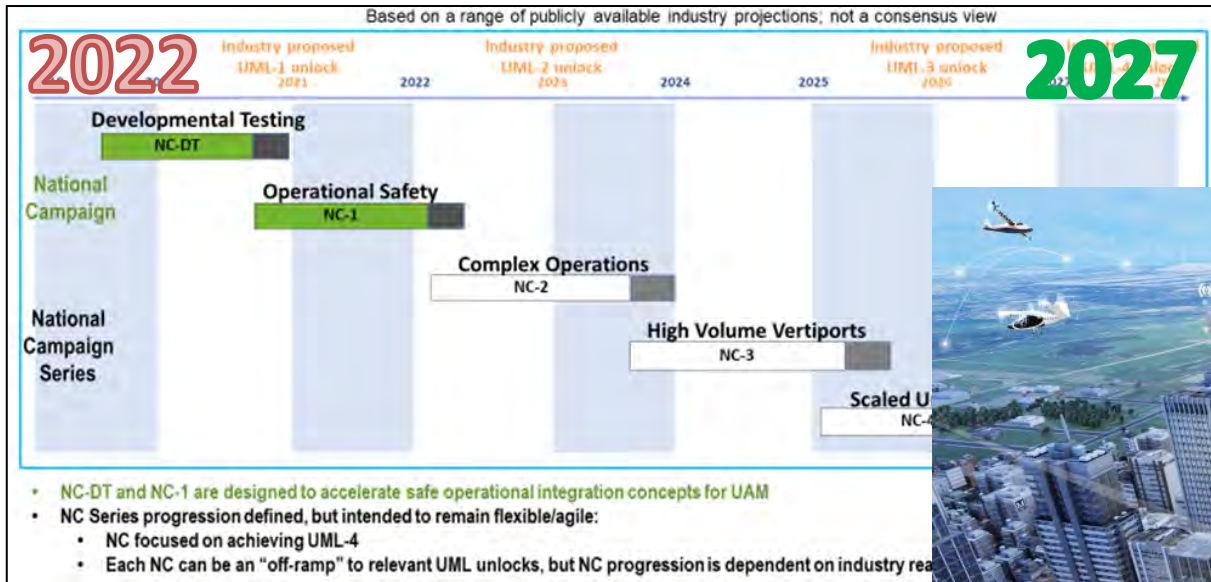 Based on a range of publicly available industry projections; not a consensus view
2022
2027
Industry proposed Industry proposed Industry proposed
UML-1 unlock UML-2 unlock UML-3 unlock
2021 2022 2023 2024 2025 2026
Developmental Testing
NC-DT
National
Campaign
Operational Safety
NC-1
Complex Operations
NC-2
National
Campaign
Series
High Volume Vertiports
NC-3
Scaled
• NC-DT and NC-1 are designed to accelerate safe operational integration concepts for UAM
• NC Series progression defined, but intended to remain flexible/agile:
• NC focused on achieving UML-4
• Each NC can be an "off-ramp" to relevant UML unlocks, but NC progression is dependent on industry